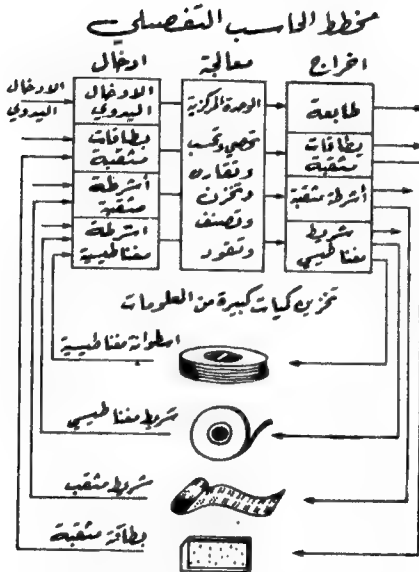 مخطط الحاسب التفصيلي
ادخال
معالجة
اخراج
الادخال
اليدوي
الادخال
اليدوي
بطاقات
مثقبة
أشرطة
مثقبة
اشرطة
مغناطيسية
الوحدة المركزية
تحصي وتحسب
وتقارن
وتخزن
وتصنف
وتقود
طابعة
بطاقات
مثقبة
أشرطة مثقبة
شريط
مغناطيسي
تخزين كميات كبيرة من المعلومات
اسطوانة مغناطيسية
شريط مغناطيسي
شريط مثقب
بطاقة مثقبة